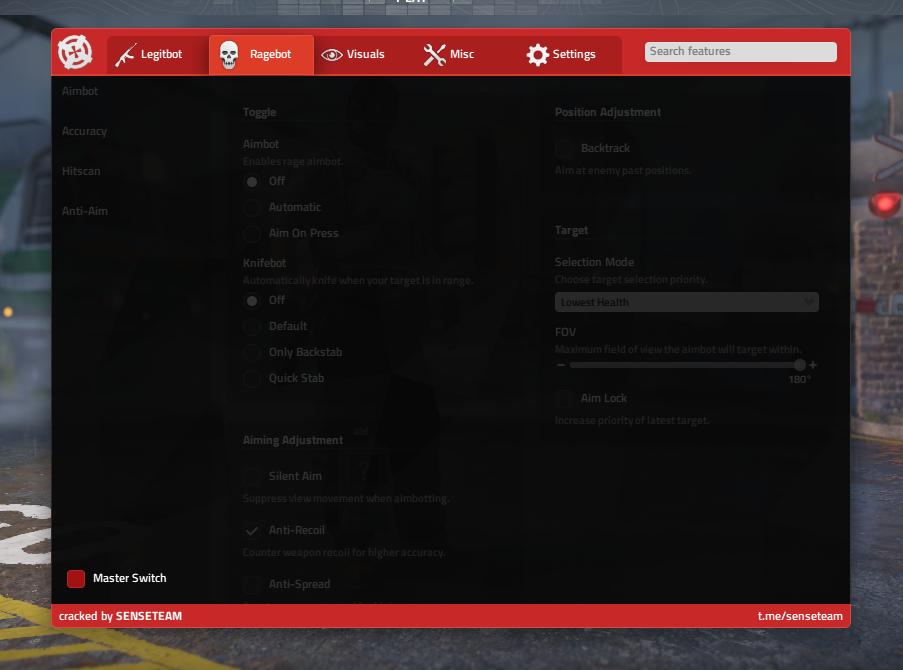 Legitbot
Ragebot
Visuals
Misc
Settings
Search features
Aimbot
Accuracy
Hitscan
Anti-Aim
Toggle
Aimbot
Enables rage aimbot.
Off
Automatic
Aim On Press
Knifebot
Automatically knife when your target is in range.
Off
Default
Only Backstab
Quick Stab
Aiming Adjustment
Silent Aim
Suppress view movement when aimbotting.
Anti-Recoil
Counter weapon recoil for higher accuracy.
Anti-Spread
Position Adjustment
Backtrack
Aim at enemy past positions.
Target
Selection Mode
Choose target selection priority.
Lowest Health
FOV
Maximum field of view the aimbot will target within.
180°
Aim Lock
Increase priority of latest target.
Master Switch
cracked by SENSETEAM
t.me/senseteam